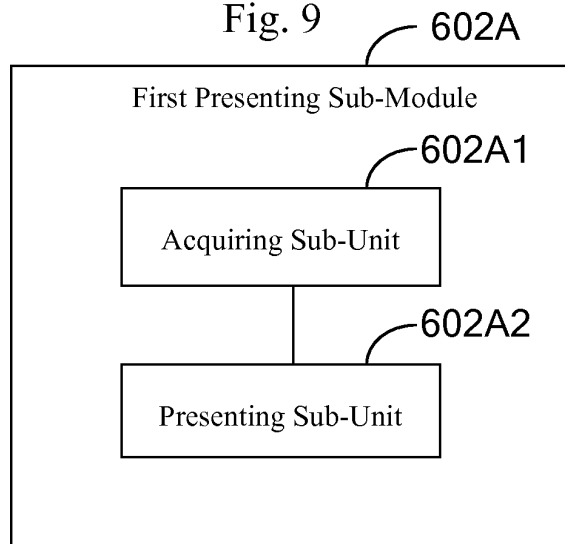 Fig. 9
602A
First Presenting Sub-Module
602A1
Acquiring Sub-Unit
602A2
Presenting Sub-Unit